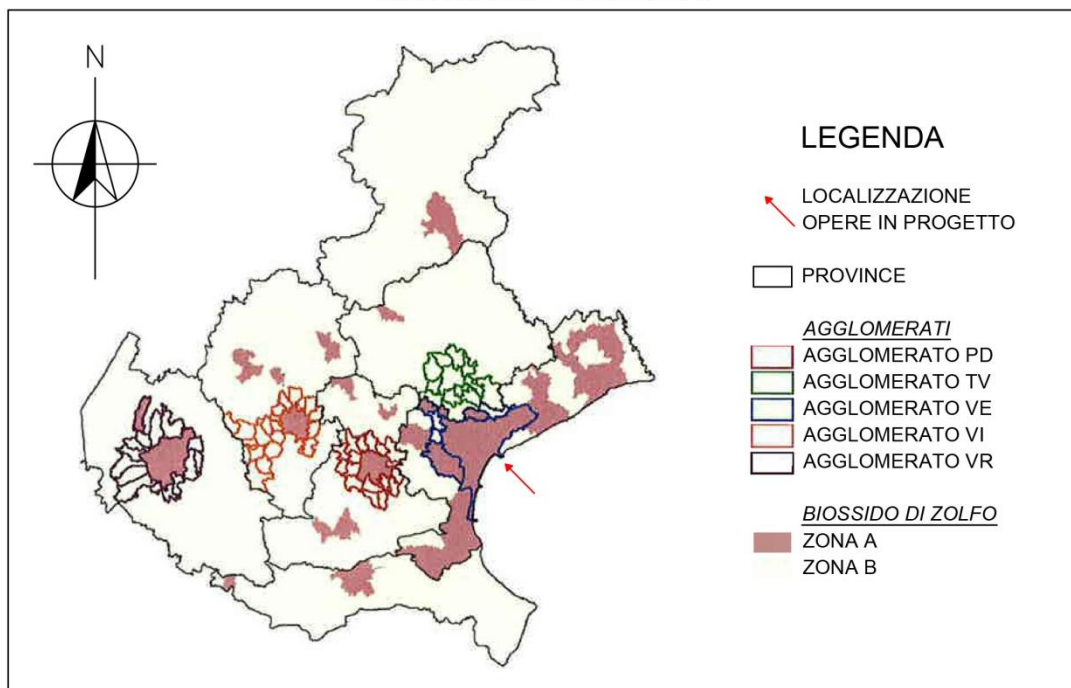 N
LEGENDA
LOCALIZZAZIONE
OPERE IN PROGETTO
PROVINCE
AGGLOMERATI
AGGLOMERATO PD
AGGLOMERATO TV
AGGLOMERATO VE
AGGLOMERATO VI
AGGLOMERATO VR
BIOSSIDO DI ZOLFO
ZONA A
ZONA B